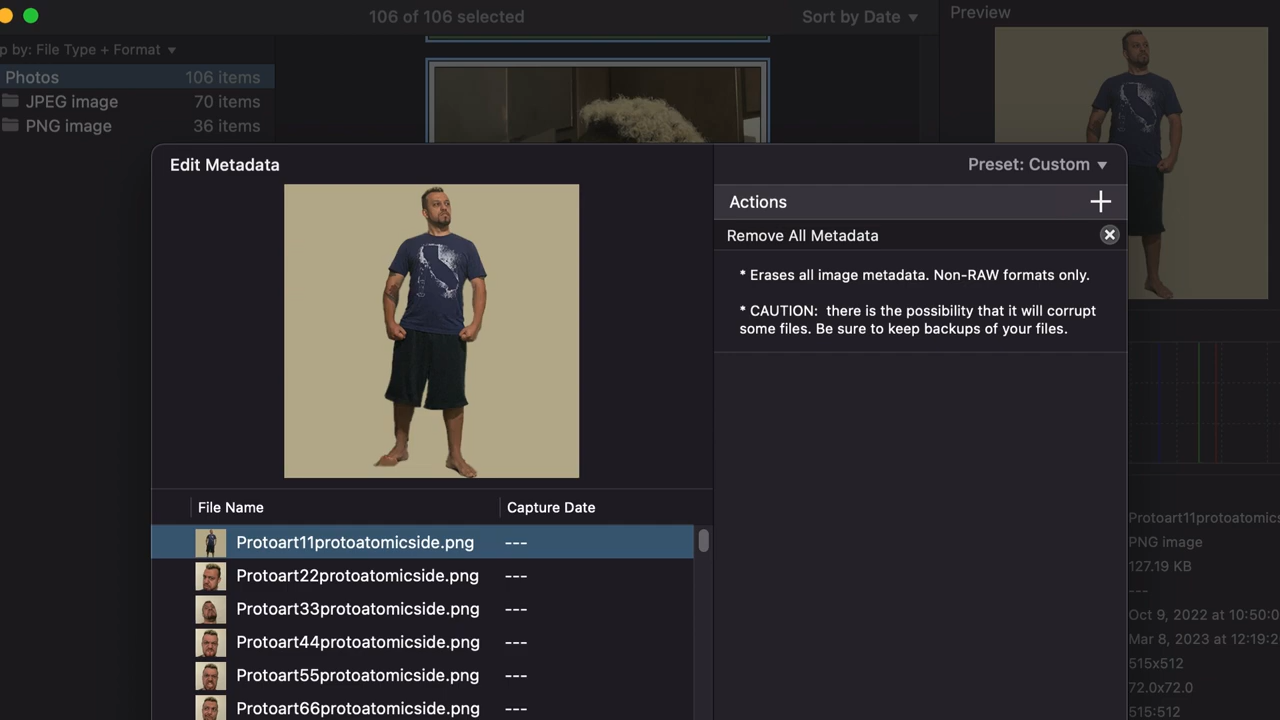 106 of 106 selected
Sort by Date
Preview
p by: File Type + Format
Photos 106 items
JPEG image 70 items
PNG image 36 items
Edit Metadata
Preset: Custom
Actions
Remove All Metadata
* Erases all image metadata. Non-RAW formats only.
* CAUTION: there is the possibility that it will corrupt
some files. Be sure to keep backups of your files.
File Name Capture Date
Protoart11protoatomicside.png ---
Protoart22protoatomicside.png ---
Protoart33protoatomicside.png ---
Protoart44protoatomicside.png ---
Protoart55protoatomicside.png ---
Protoart66protoatomicside.png ---
Protoart11protoatomics
PNG image
127.19 KB
---
Oct 9, 2022 at 10:50:0
Mar 8, 2023 at 12:19:2
515x512
72.0x72.0
515:512